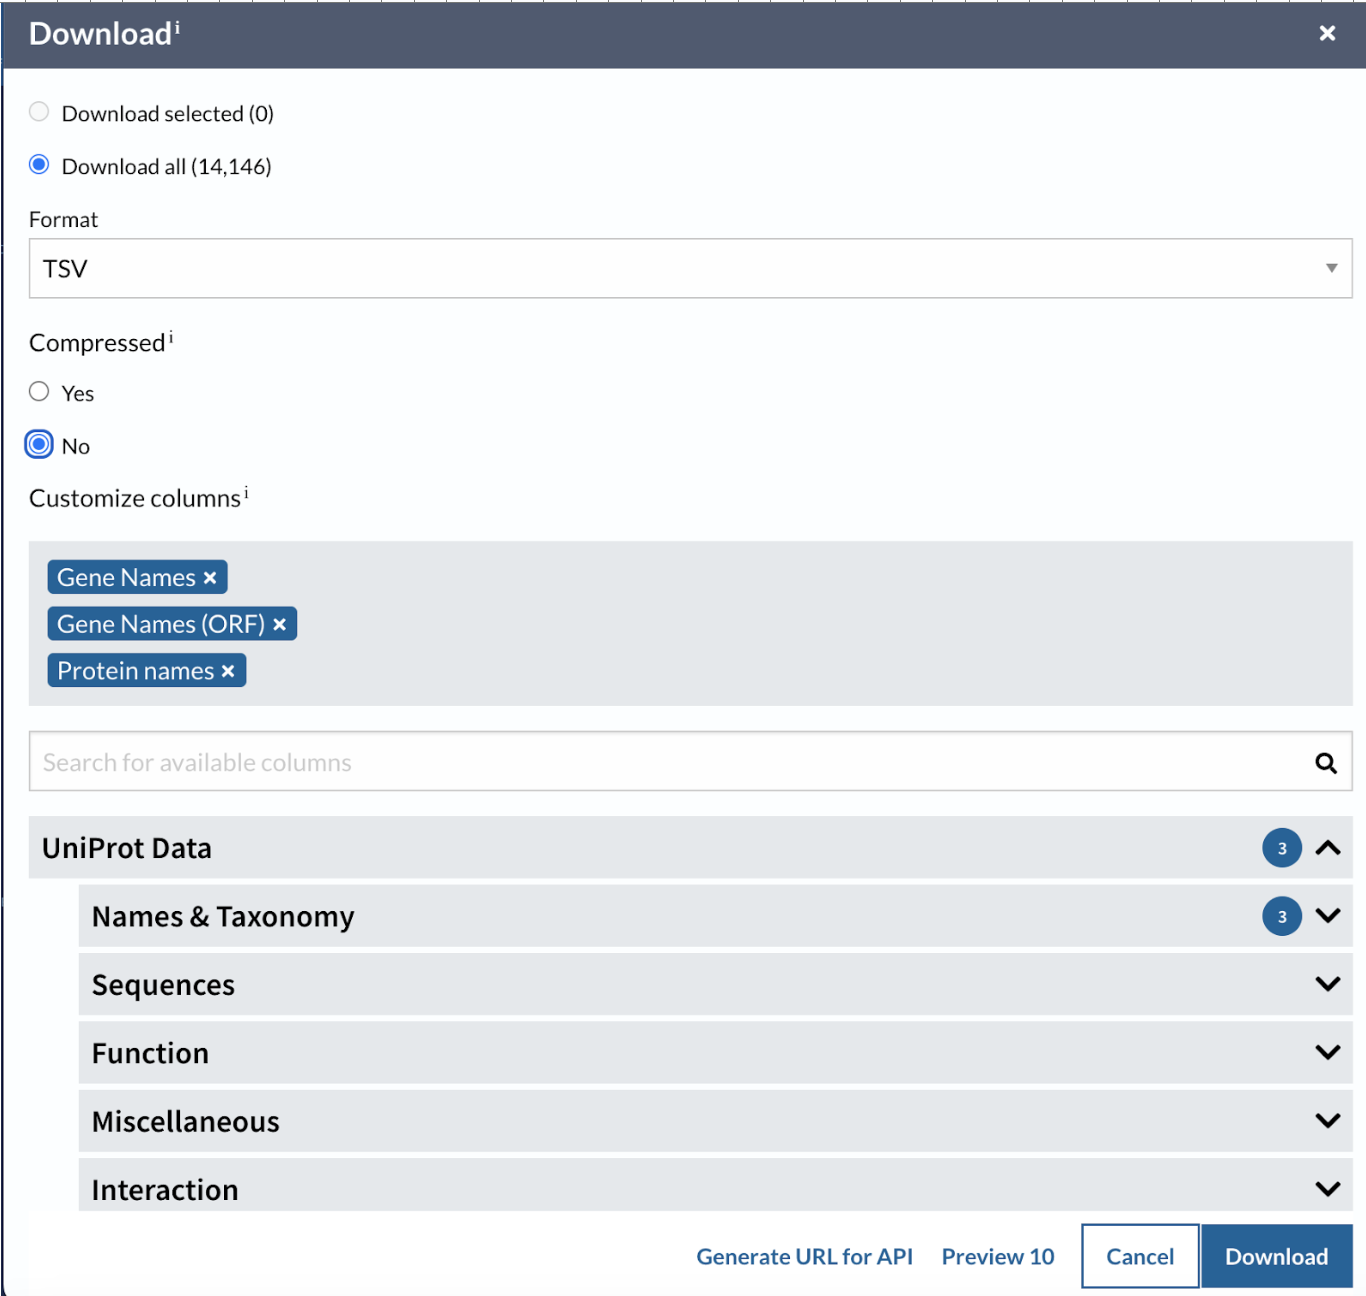 Download i
Download selected (0)
Download all (14,146)
Format
TSV
Compressed i
Yes
No
Customize columns i
Gene Names ×
Gene Names (ORF) ×
Protein names ×
Search for available columns
UniProt Data 3
Names & Taxonomy 3
Sequences
Function
Miscellaneous
Interaction
Generate URL for API Preview 10 Cancel Download